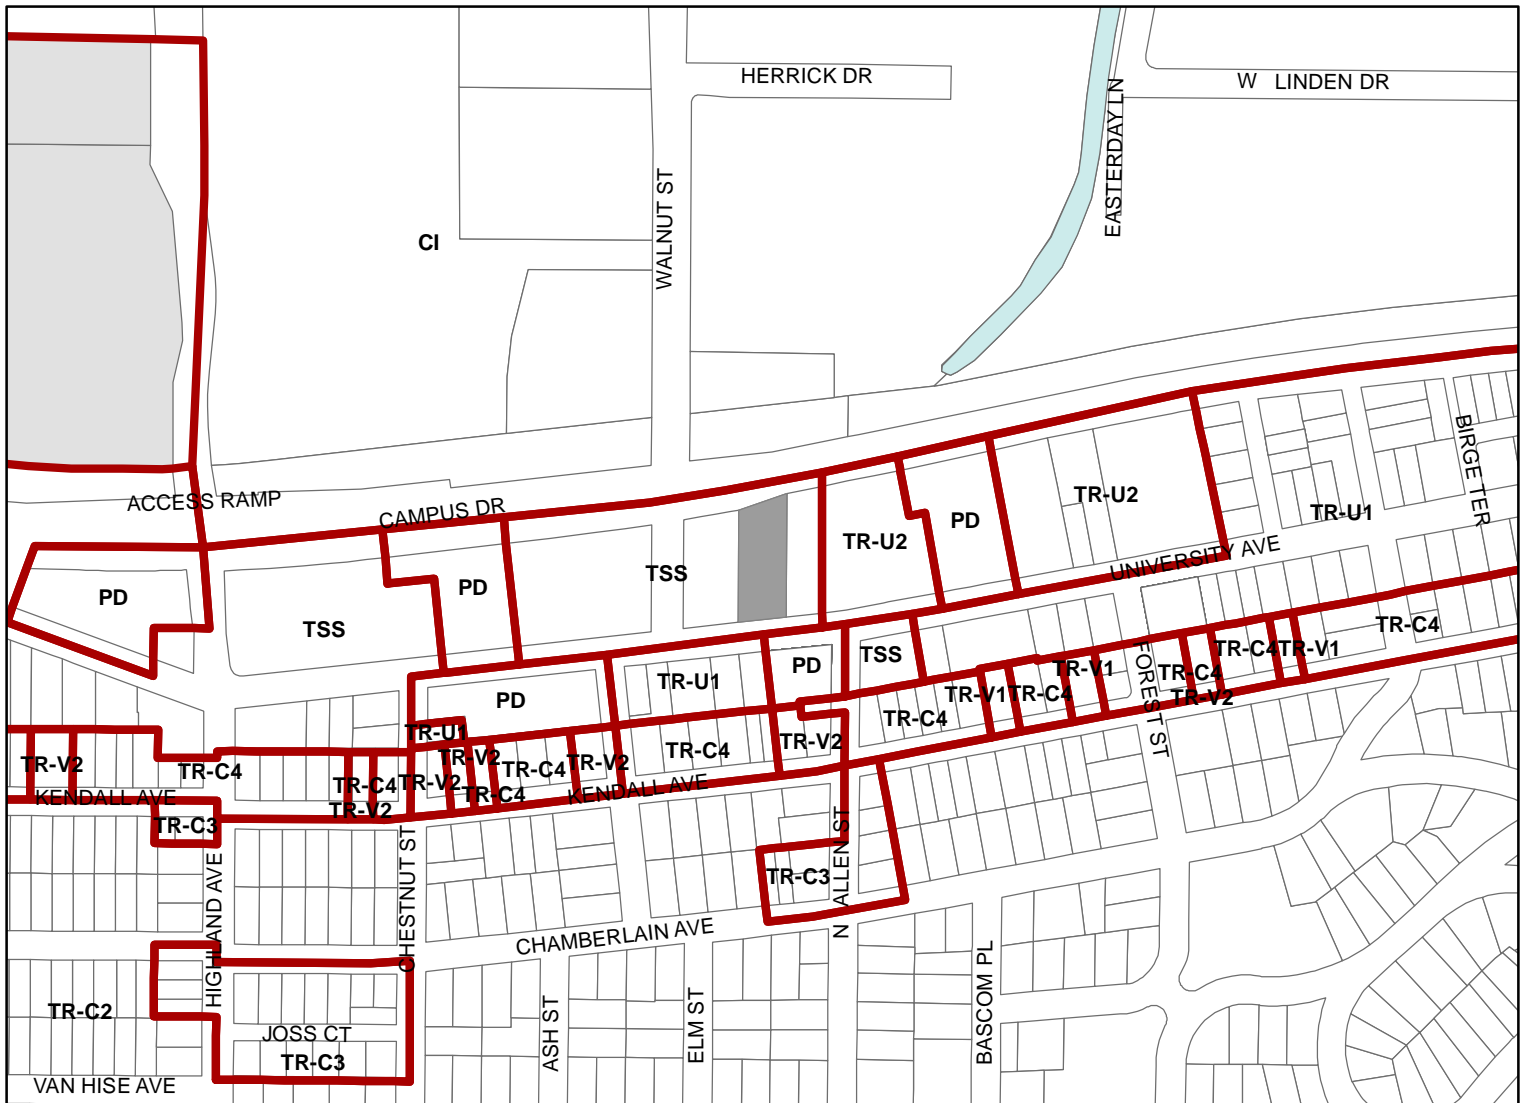 HERRICK DR
W LINDEN DR
EASTERDAY LN
WALNUT ST
CI
BIRGE TER
ACCESS RAMP
CAMPUS DR
TR-U2
TR-U1
PD
TR-U2
UNIVERSITY AVE
TSS
PD
PD
TSS
TR-C4
TR-C4
TR-V1
FOREST ST
TSS
PD
TR-V1
TR-C4
TR-U1
TR-V1
TR-C4
TR-V2
PD
TR-C4
TR-U1
TR-V2
TR-C4
TR-V2
TR-V2
TR-C4
TR-V2
TR-C4
TR-C4
TR-V2
TR-C4
KENDALL AVE
KENDALL AVE
TR-V2
TR-C3
CHESTNUT ST
HIGHLAND AVE
N ALLEN ST
TR-C3
CHAMBERLAIN AVE
TR-C2
JOSS CT
TR-C3
ASH ST
ELM ST
BASCOM PL
VAN HISE AVE